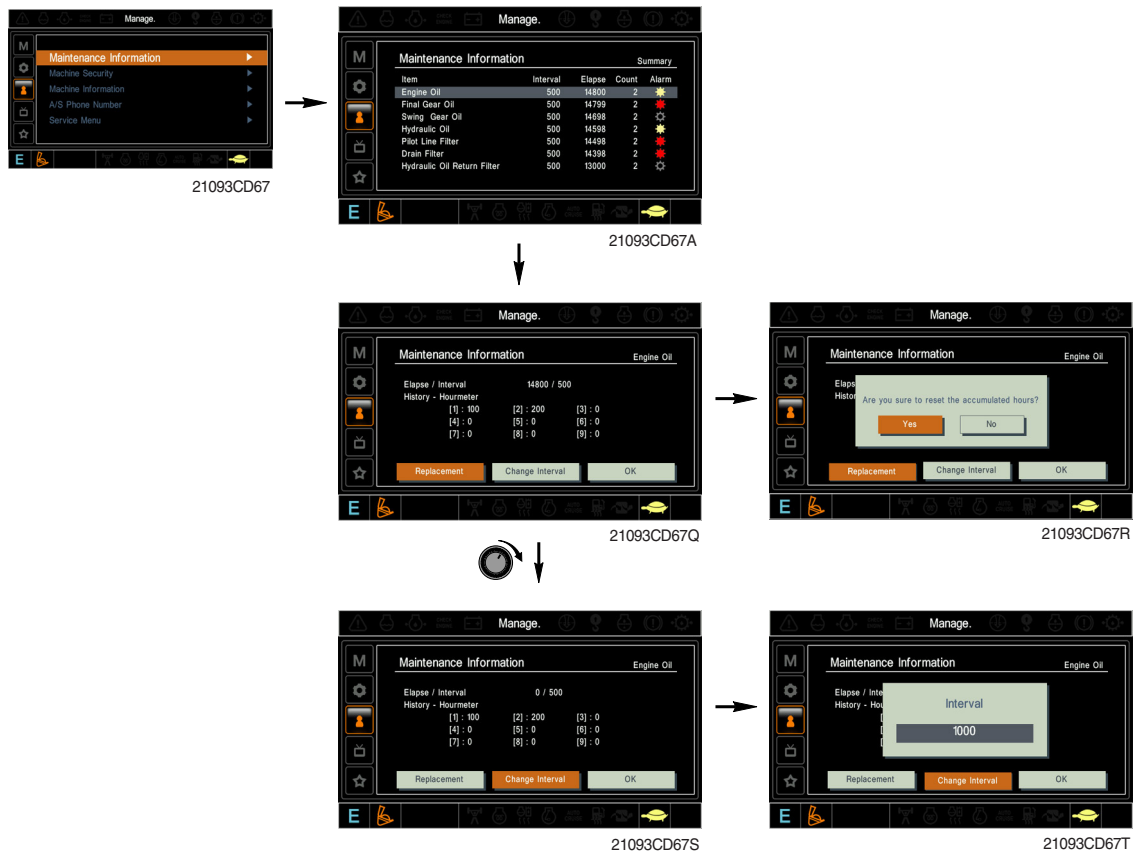 Manage.
M
Maintenance Information
Machine Security
Machine Information
A/S Phone Number
Service Menu
E
21093CD67
Manage.
M
Maintenance Information Summary
Item Interval Elapse Count Alarm
Engine Oil 500 14800 2
Final Gear Oil 500 14799 2
Swing Gear Oil 500 14698 2
Hydraulic Oil 500 14598 2
Pilot Line Filter 500 14498 2
Drain Filter 500 14398 2
Hydraulic Oil Return Filter 500 13000 2
E
21093CD67A
Manage.
M
Maintenance Information Engine Oil
Elapse / Interval 14800 / 500
History - Hourmeter
[1] : 100 [2] : 200 [3] : 0
[4] : 0 [5] : 0 [6] : 0
[7] : 0 [8] : 0 [9] : 0
Replacement Change Interval OK
E
21093CD67Q
Manage.
M
Maintenance Information Engine Oil
Elaps
Histor
Are you sure to reset the accumulated hours?
Yes No
Replacement Change Interval OK
E
21093CD67R
Manage.
M
Maintenance Information Engine Oil
Elapse / Interval 0 / 500
History - Hourmeter
[1] : 100 [2] : 200 [3] : 0
[4] : 0 [5] : 0 [6] : 0
[7] : 0 [8] : 0 [9] : 0
Replacement Change Interval OK
E
21093CD67S
Manage.
M
Maintenance Information Engine Oil
Elapse / Inte
History - Hou
Interval
1000
Replacement Change Interval OK
E
21093CD67T